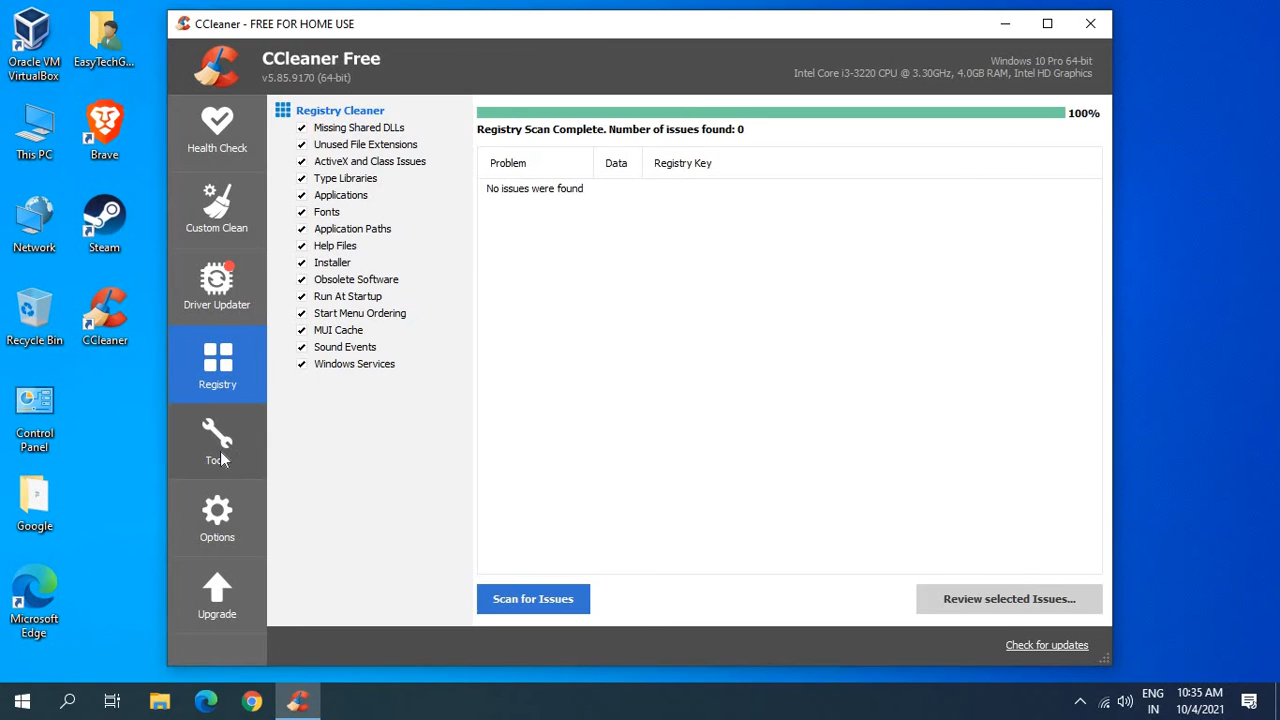 Oracle VM
VirtualBox
EasyTechG...
This PC
Brave
Network
Steam
Recycle Bin
CCleaner
Control
Panel
Google
Microsoft
Edge
CCleaner - FREE FOR HOME USE
CCleaner Free
v5.85.9170 (64-bit)
Windows 10 Pro 64-bit
Intel Core i3-3220 CPU @ 3.30GHz, 4.0GB RAM, Intel HD Graphics
Health Check
Custom Clean
Driver Updater
Registry
Options
Upgrade
Registry Cleaner
Missing Shared DLLs
Unused File Extensions
ActiveX and Class Issues
Type Libraries
Applications
Fonts
Application Paths
Help Files
Installer
Obsolete Software
Run At Startup
Start Menu Ordering
MUI Cache
Sound Events
Windows Services
100%
Registry Scan Complete. Number of issues found: 0
Problem Data Registry Key
No issues were found
Scan for Issues
Review selected Issues...
Check for updates
ENG
IN
10:35 AM
10/4/2021